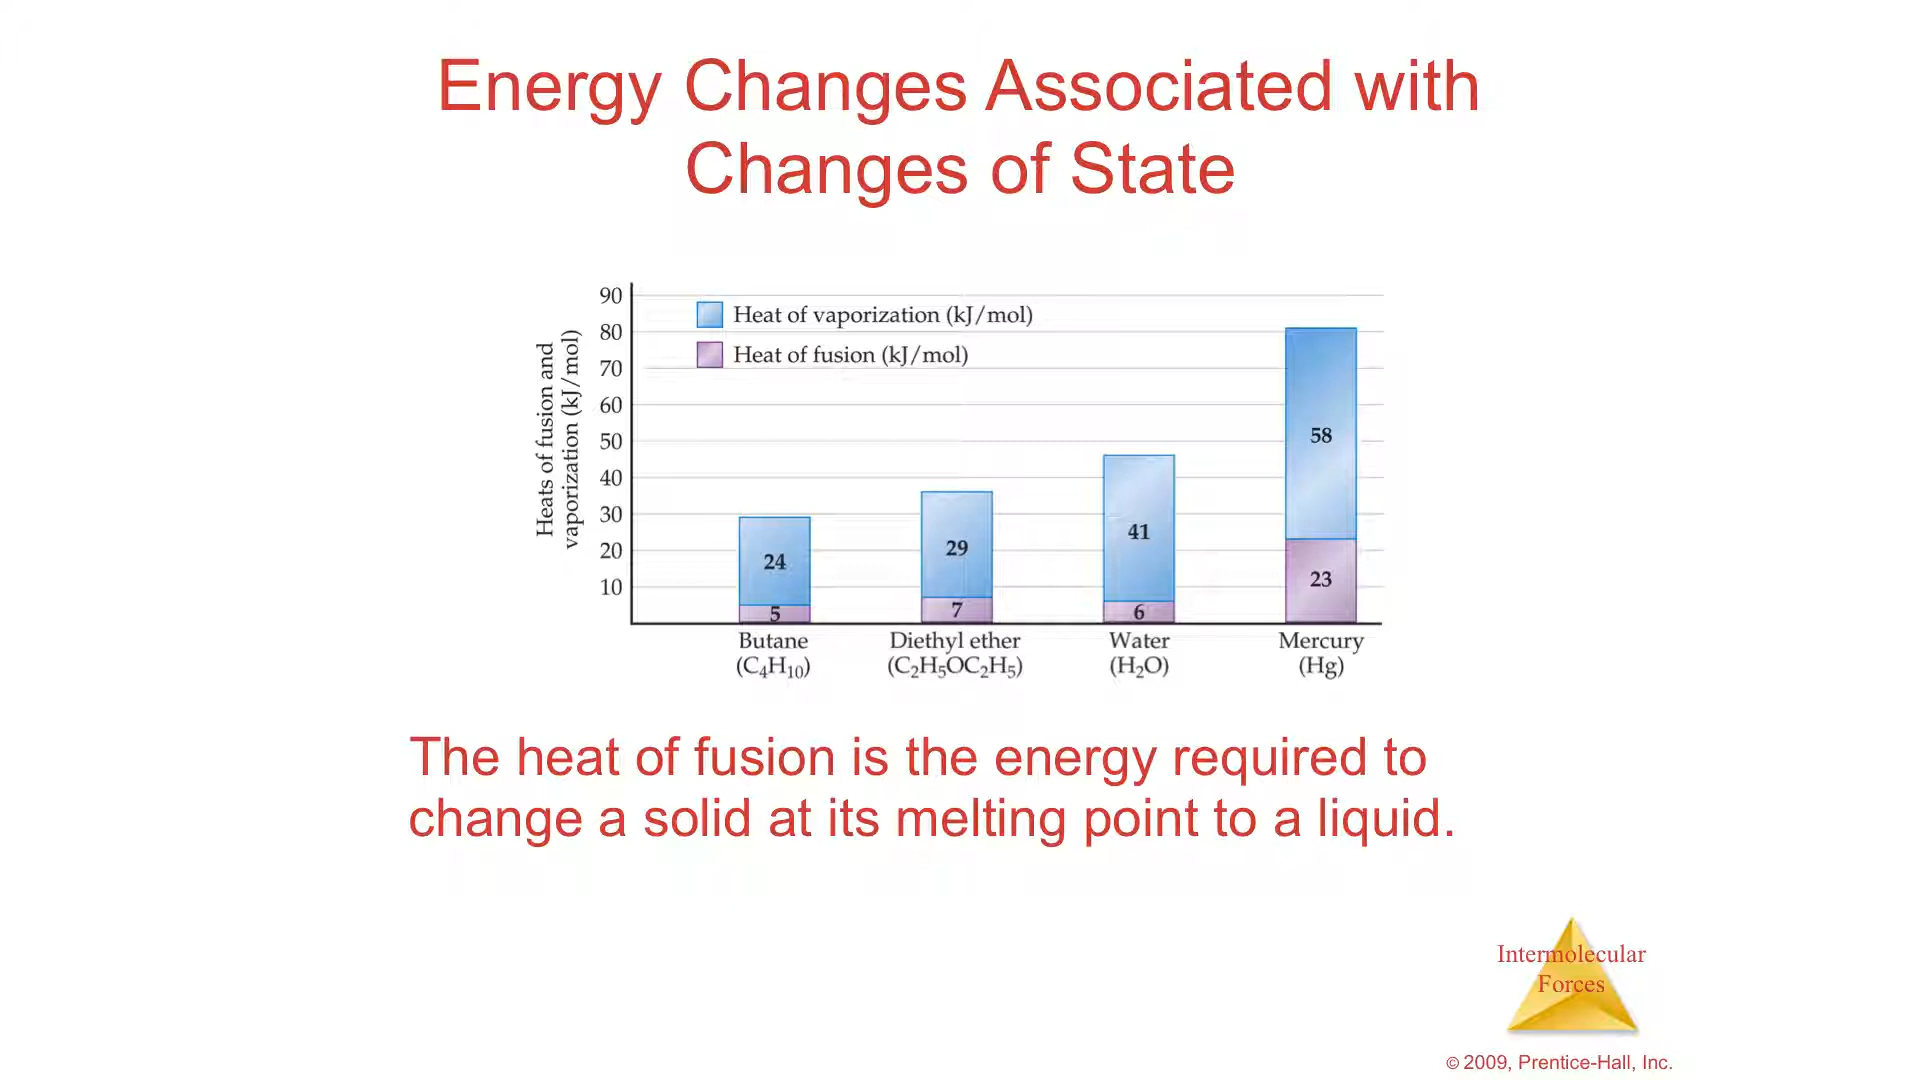 Energy Changes Associated with
Changes of State
Heats of fusion and
vaporization (kJ/mol)
90
80
70
60
50
40
30
20
10
Heat of vaporization (kJ/mol)
Heat of fusion (kJ/mol)
24
5
29
7
41
6
58
23
Butane
(C₄H₁₀)
Diethyl ether
(C₂H₅OC₂H₅)
Water
(H₂O)
Mercury
(Hg)
The heat of fusion is the energy required to
change a solid at its melting point to a liquid.
Intermolecular
Forces
© 2009, Prentice-Hall, Inc.